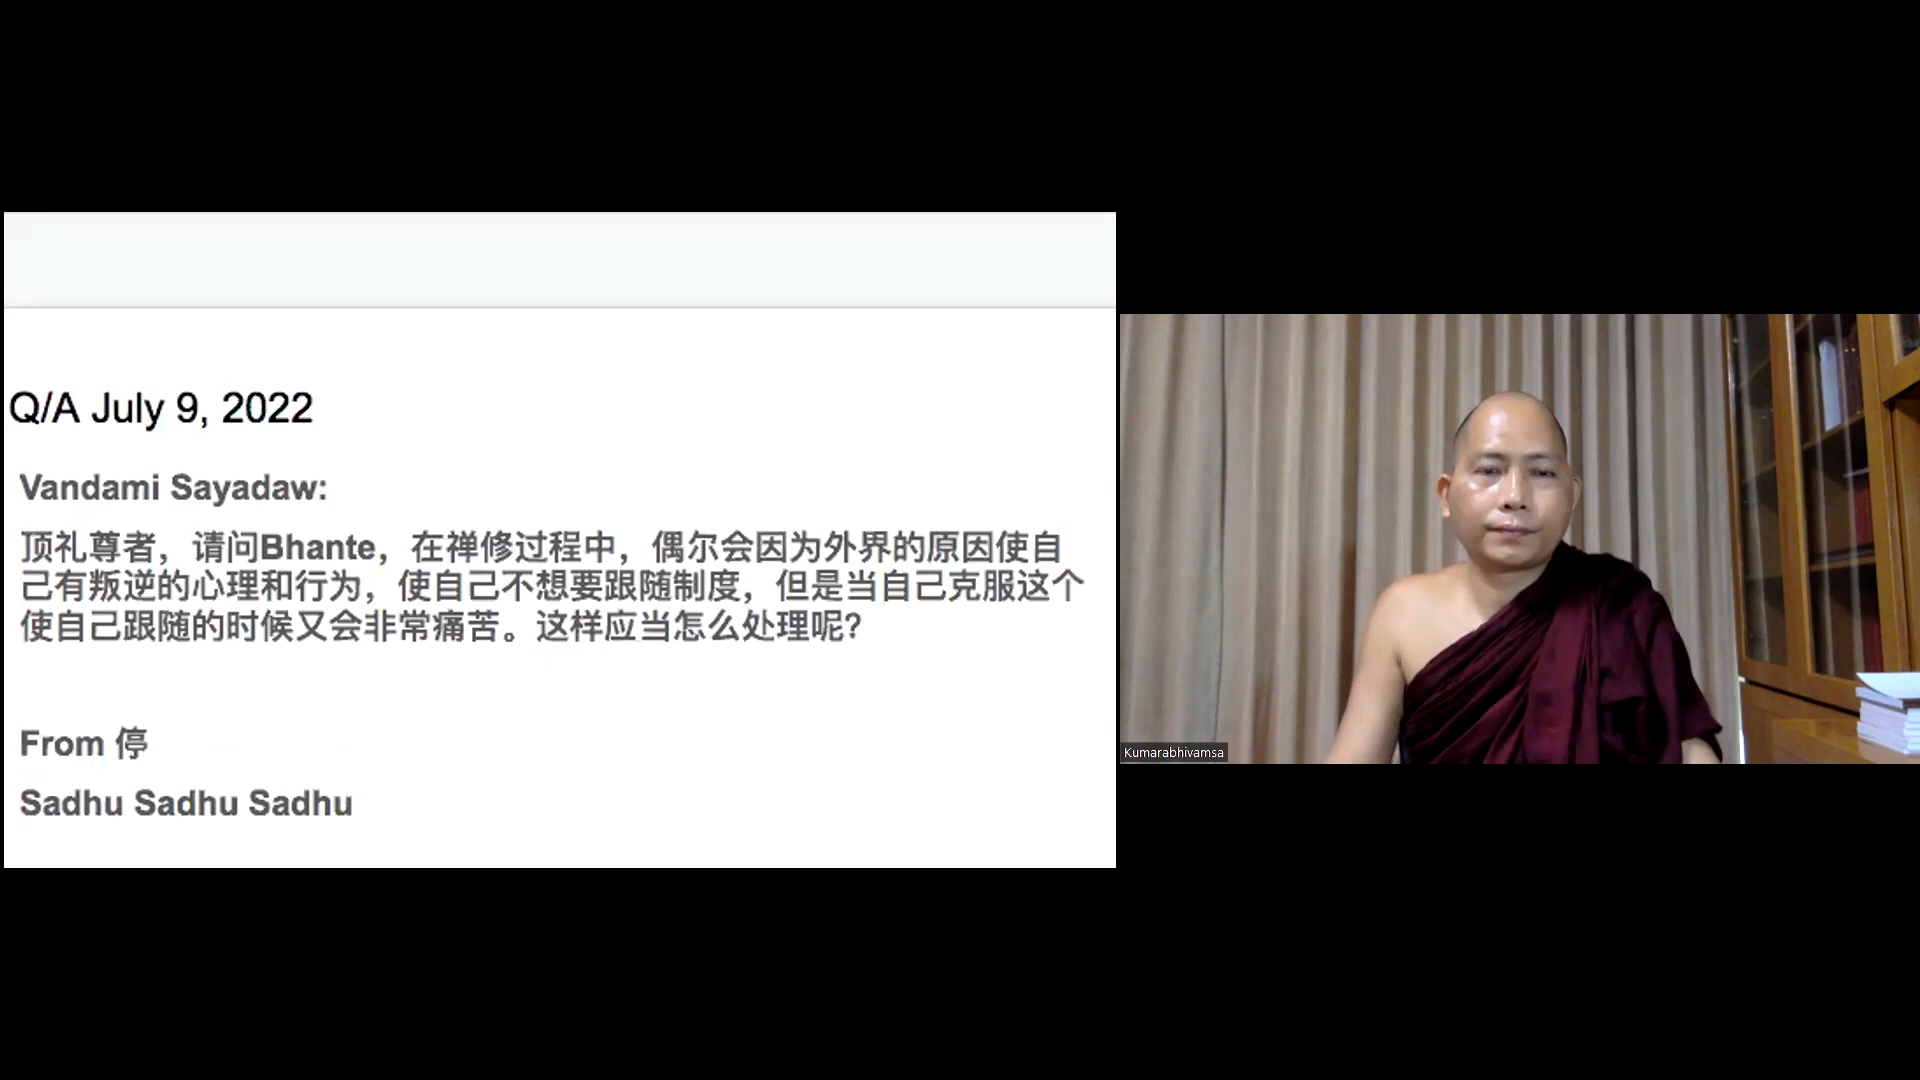 Q/A July 9, 2022
Vandami Sayadaw:
顶礼尊者，请问Bhante，在禅修过程中，偶尔会因为外界的原因使自
己有叛逆的心理和行为，使自己不想要跟随制度，但是当自己克服这个
使自己跟随的时候又会非常痛苦。这样应当怎么处理呢？
From 停
Sadhu Sadhu Sadhu
Kumarabhivamsa